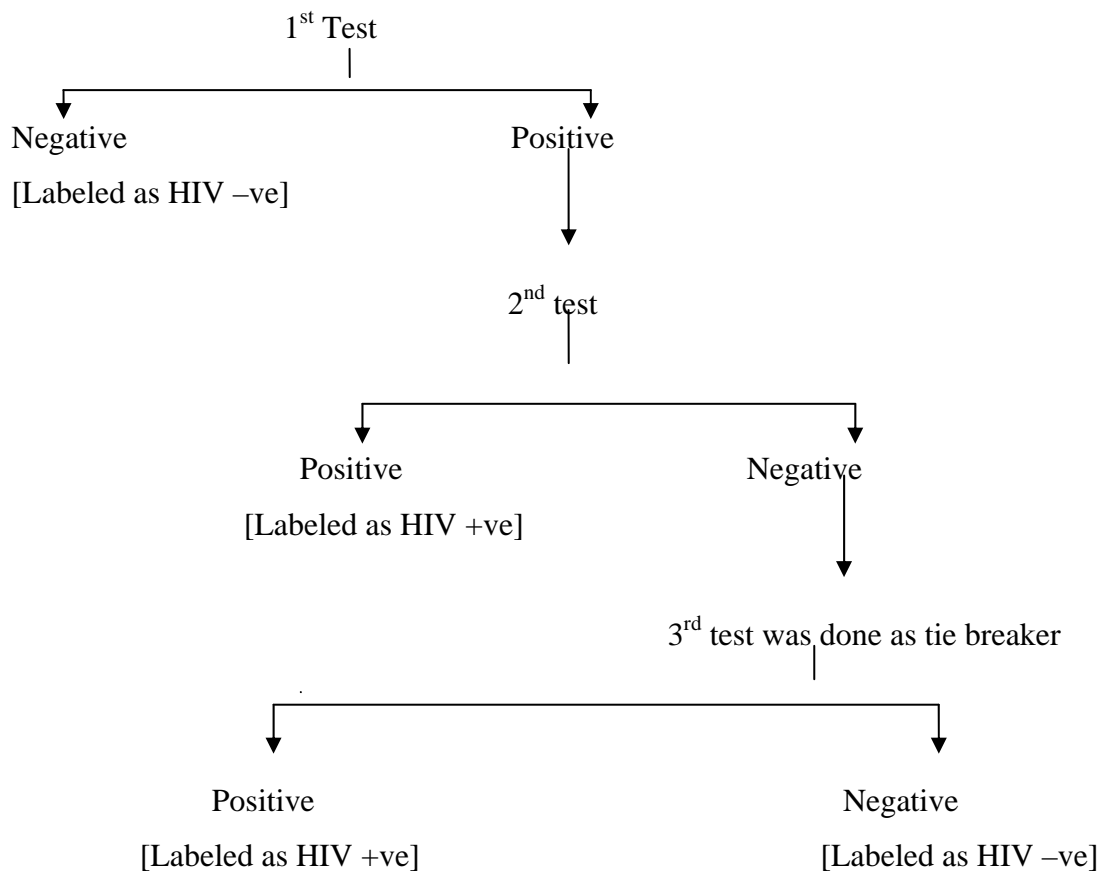 1st Test
Negative Positive
[Labeled as HIV –ve]
2nd test
Positive Negative
[Labeled as HIV +ve]
3rd test was done as tie breaker
Positive Negative
[Labeled as HIV +ve] [Labeled as HIV –ve]